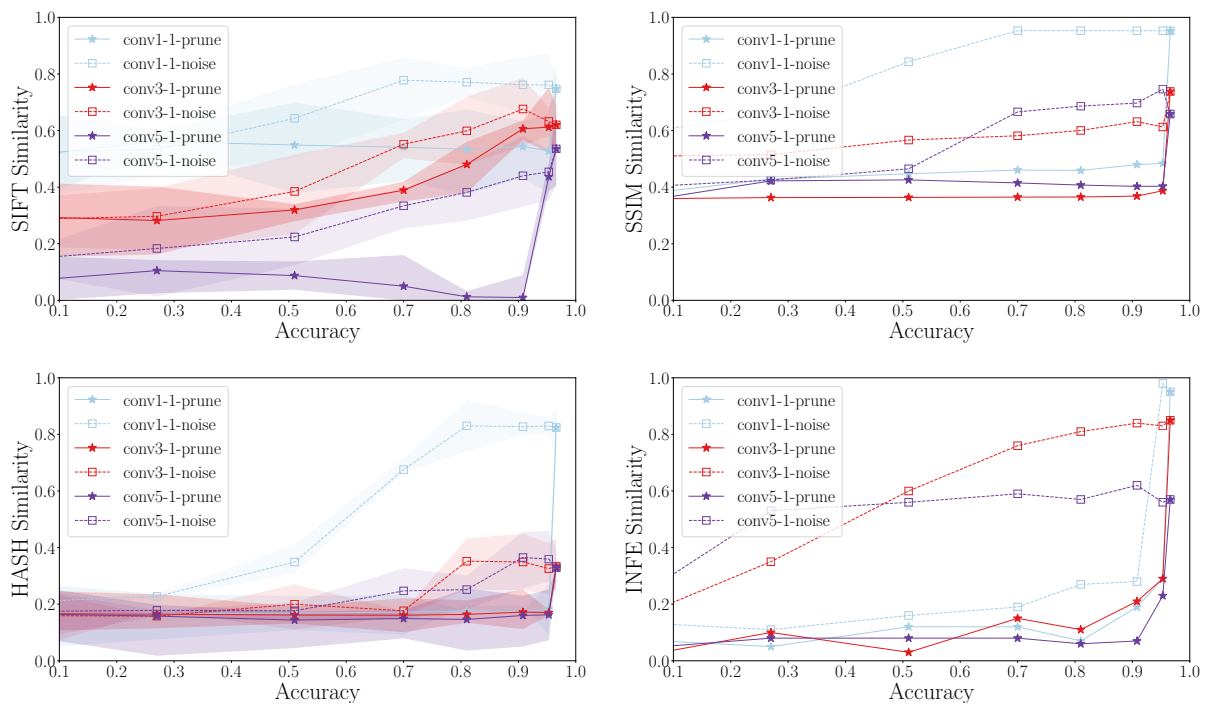 1.0
0.8
0.6
0.4
0.2
0.0
SIFT Similarity
conv1-1-prune
conv1-1-noise
conv3-1-prune
conv3-1-noise
conv5-1-prune
conv5-1-noise
0.1 0.2 0.3 0.4 0.5 0.6 0.7 0.8 0.9 1.0
Accuracy
1.0
0.8
0.6
0.4
0.2
0.0
SSIM Similarity
conv1-1-prune
conv1-1-noise
conv3-1-prune
conv3-1-noise
conv5-1-prune
conv5-1-noise
0.1 0.2 0.3 0.4 0.5 0.6 0.7 0.8 0.9 1.0
Accuracy
1.0
0.8
0.6
0.4
0.2
0.0
HASH Similarity
conv1-1-prune
conv1-1-noise
conv3-1-prune
conv3-1-noise
conv5-1-prune
conv5-1-noise
0.1 0.2 0.3 0.4 0.5 0.6 0.7 0.8 0.9 1.0
Accuracy
1.0
0.8
0.6
0.4
0.2
0.0
INFE Similarity
conv1-1-prune
conv1-1-noise
conv3-1-prune
conv3-1-noise
conv5-1-prune
conv5-1-noise
0.1 0.2 0.3 0.4 0.5 0.6 0.7 0.8 0.9 1.0
Accuracy